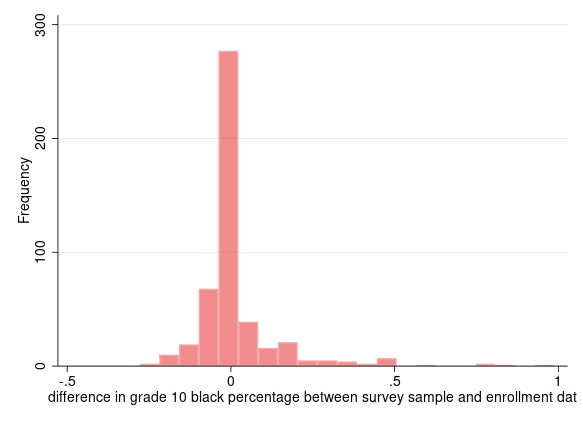 300
200
100
0
Frequency
-.5 0 .5 1
difference in grade 10 black percentage between survey sample and enrollment dat